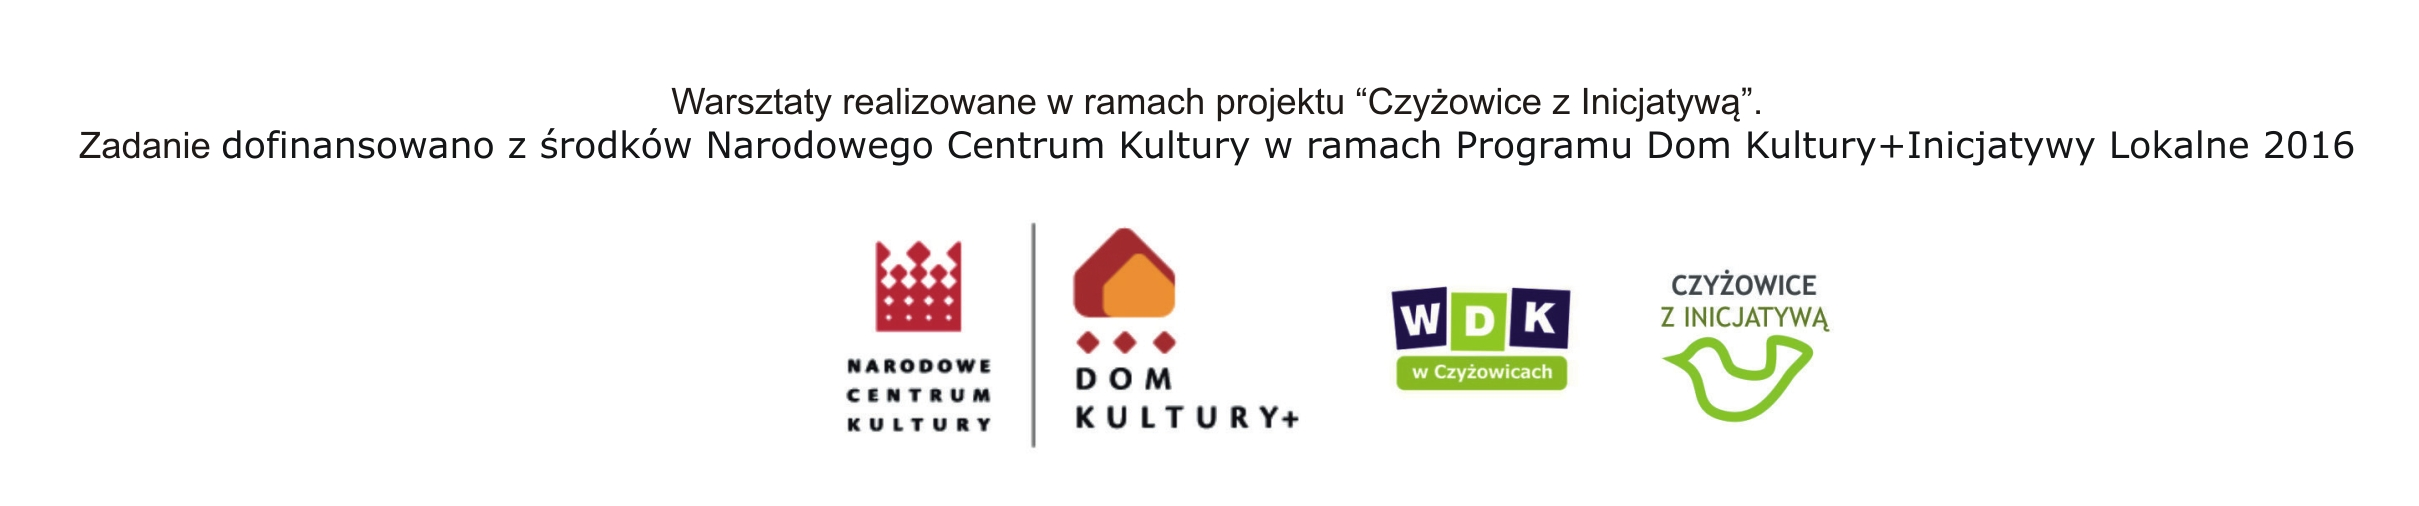 Warsztaty realizowane w ramach projektu “Czyżowice z Inicjatywą”.
Zadanie dofinansowano z środków Narodowego Centrum Kultury w ramach Programu Dom Kultury+Inicjatywy Lokalne 2016
NARODOWE
CENTRUM
KULTURY
DOM
KULTURY+
WDK
w Czyżowicach
CZYŻOWICE
Z INICJATYWĄ